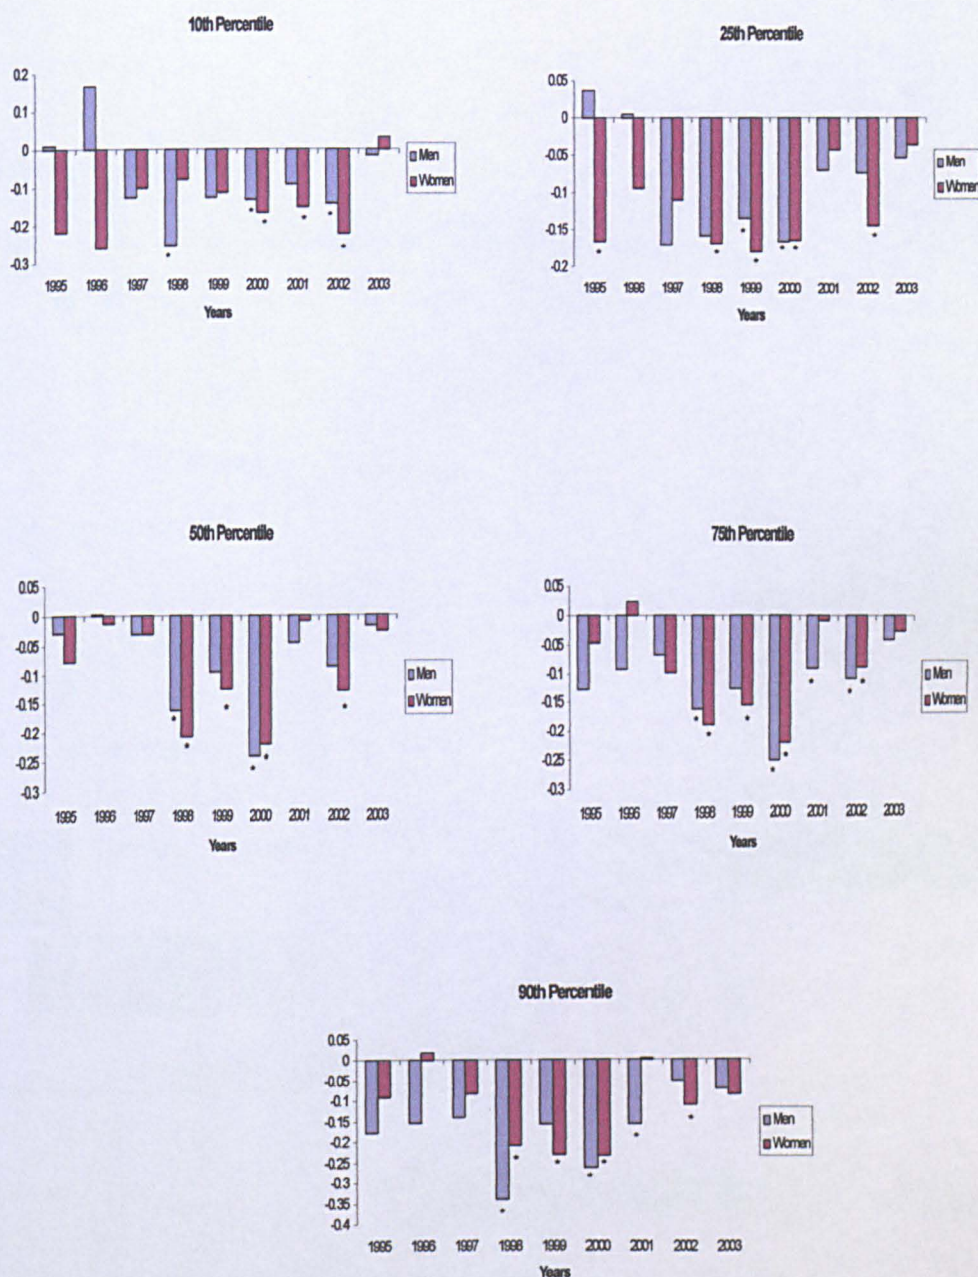 10th Percentile
0.2
0.1
0
-0.1
-0.2
-0.3
Men
Women
* * * * * * *
1995 1996 1997 1998 1999 2000 2001 2002 2003
Years
25th Percentile
0.05
0
-0.05
-0.1
-0.15
-0.2
Men
Women
* * * * * * *
1995 1996 1997 1998 1999 2000 2001 2002 2003
Years
50th Percentile
0.05
0
-0.05
-0.1
-0.15
-0.2
-0.25
-0.3
Men
Women
* * * * * *
1995 1996 1997 1998 1999 2000 2001 2002 2003
Years
75th Percentile
0.05
0
-0.05
-0.1
-0.15
-0.2
-0.25
-0.3
Men
Women
* * * * * * * *
1995 1996 1997 1998 1999 2000 2001 2002 2003
Years
90th Percentile
0.05
0
-0.05
-0.1
-0.15
-0.2
-0.25
-0.3
-0.35
-0.4
Men
Women
* * * * * * *
1995 1996 1997 1998 1999 2000 2001 2002 2003
Years